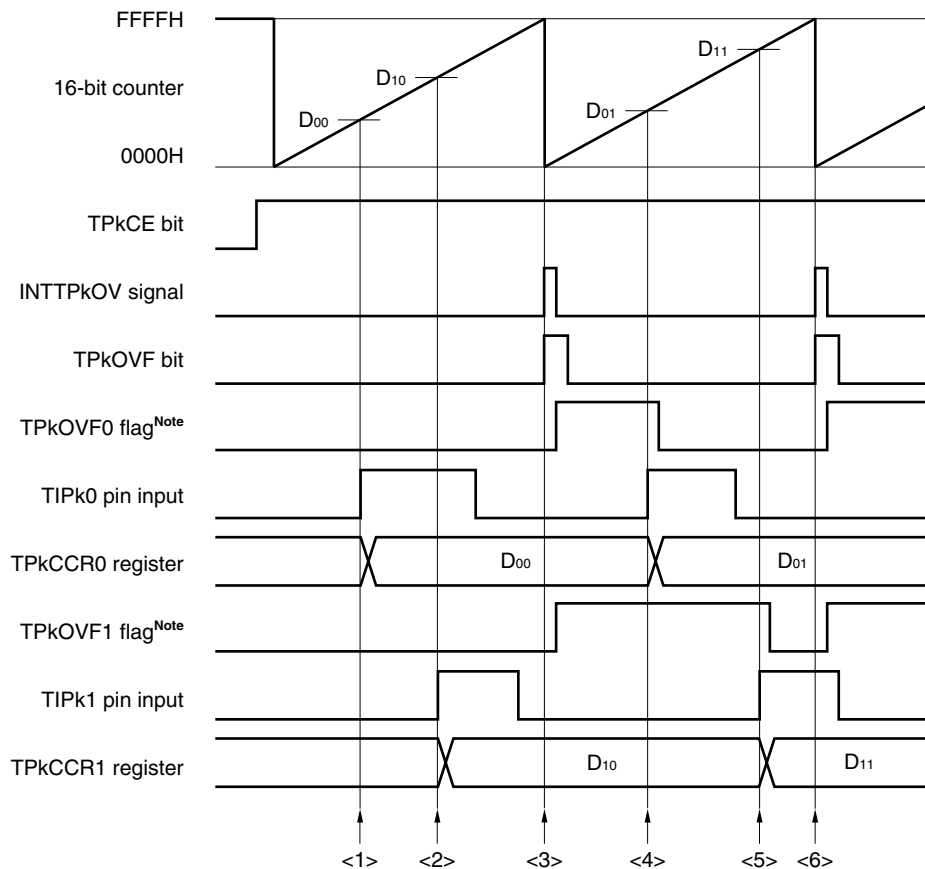 FFFFH
D11
D10
16-bit counter
D01
D00
0000H
TPkCE bit
INTTPkOV signal
TPkOVF bit
TPkOVF0 flagNote
TIPk0 pin input
TPkCCR0 register
D00
D01
TPkOVF1 flagNote
TIPk1 pin input
TPkCCR1 register
D10
D11
<1>
<2>
<3>
<4>
<5>
<6>